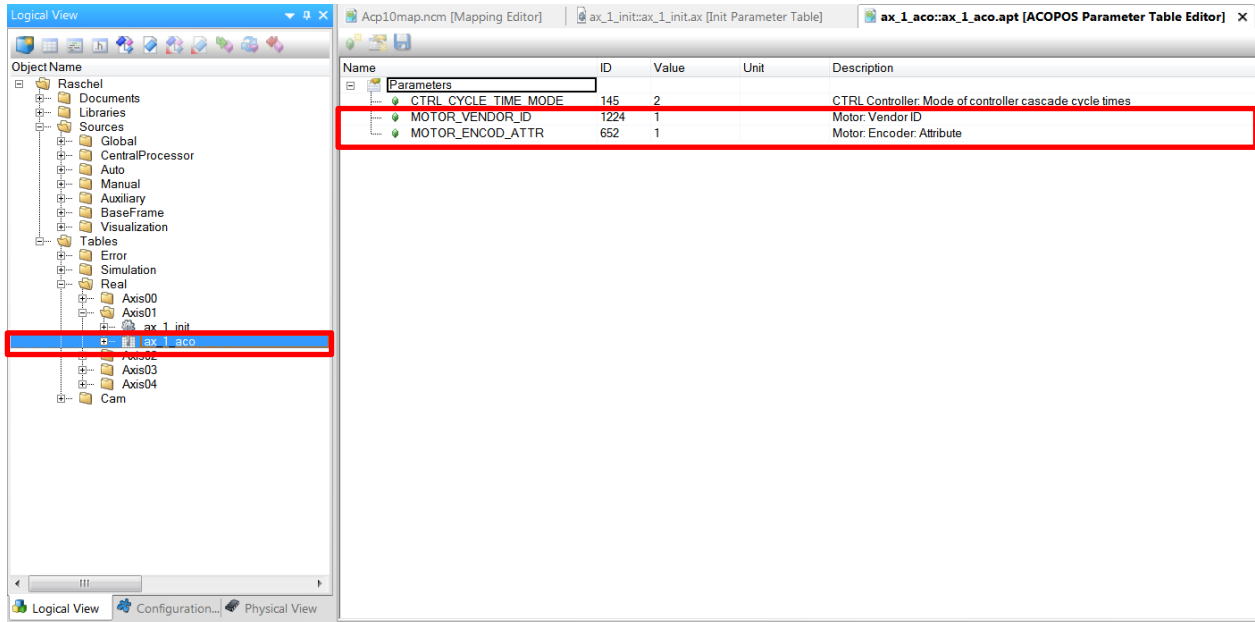 Logical View
Object Name
Raschel
Documents
Libraries
Sources
Global
CentralProcessor
Auto
Manual
Auxiliary
BaseFrame
Visualization
Tables
Error
Simulation
Real
Axis00
Axis01
ax_1_init
ax_1_aco
Axis02
Axis03
Axis04
Cam
Logical View Configuration... Physical View
Acp10map.ncm [Mapping Editor] ax_1_init::ax_1_init.ax [Init Parameter Table] ax_1_aco::ax_1_aco.apt [ACOPOS Parameter Table Editor] X
Name ID Value Unit Description
Parameters
CTRL_CYCLE_TIME_MODE 145 2 CTRL Controller: Mode of controller cascade cycle times
MOTOR_VENDOR_ID 1224 1 Motor: Vendor ID
MOTOR_ENCOD_ATTR 652 1 Motor: Encoder: Attribute